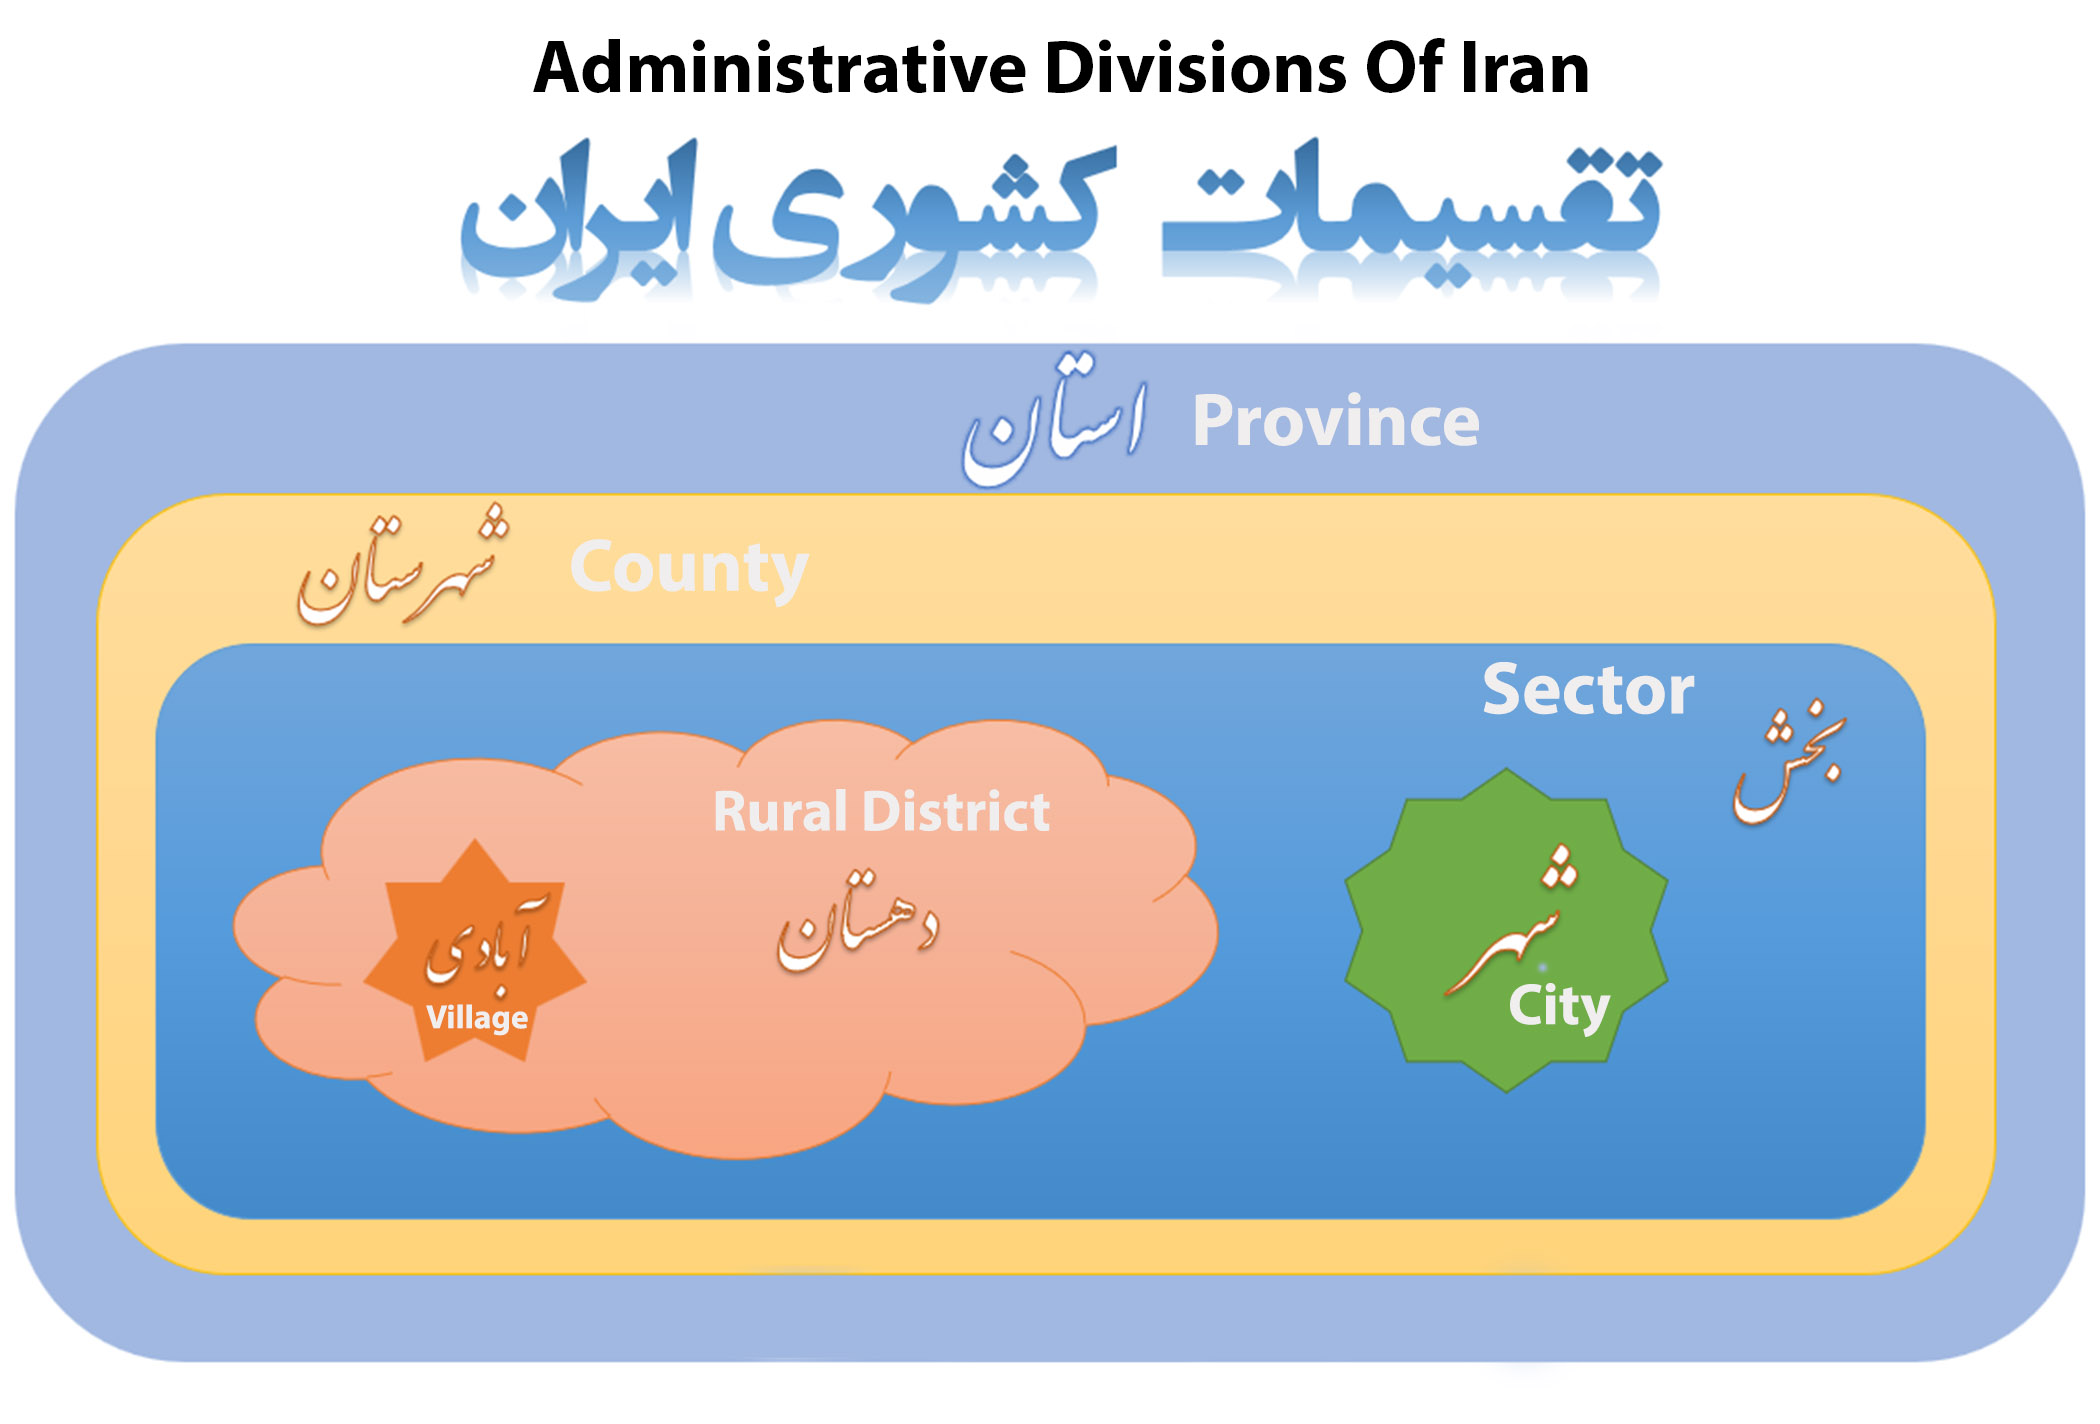 Administrative Divisions Of Iran
تقسیمات کشوری ایران
استان Province
شهرستان County
Sector
بخش
Rural District
دهستان
آبادی
Village
شهر
City